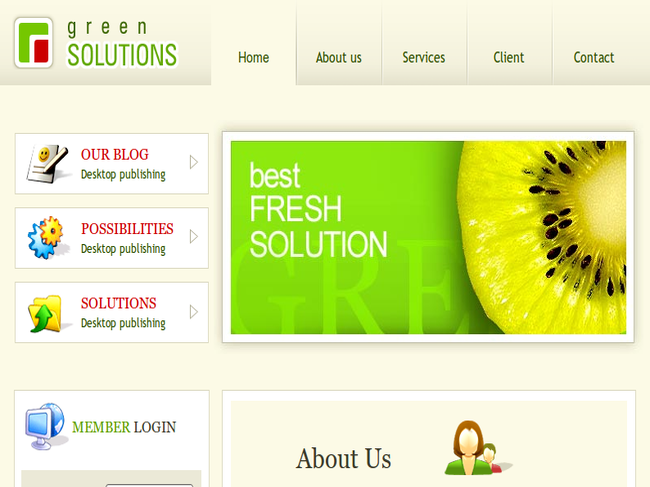 green
SOLUTIONS
Home
About us
Services
Client
Contact
OUR BLOG
Desktop publishing
POSSIBILITIES
Desktop publishing
SOLUTIONS
Desktop publishing
best
FRESH
SOLUTION
GRE
MEMBER LOGIN
About Us